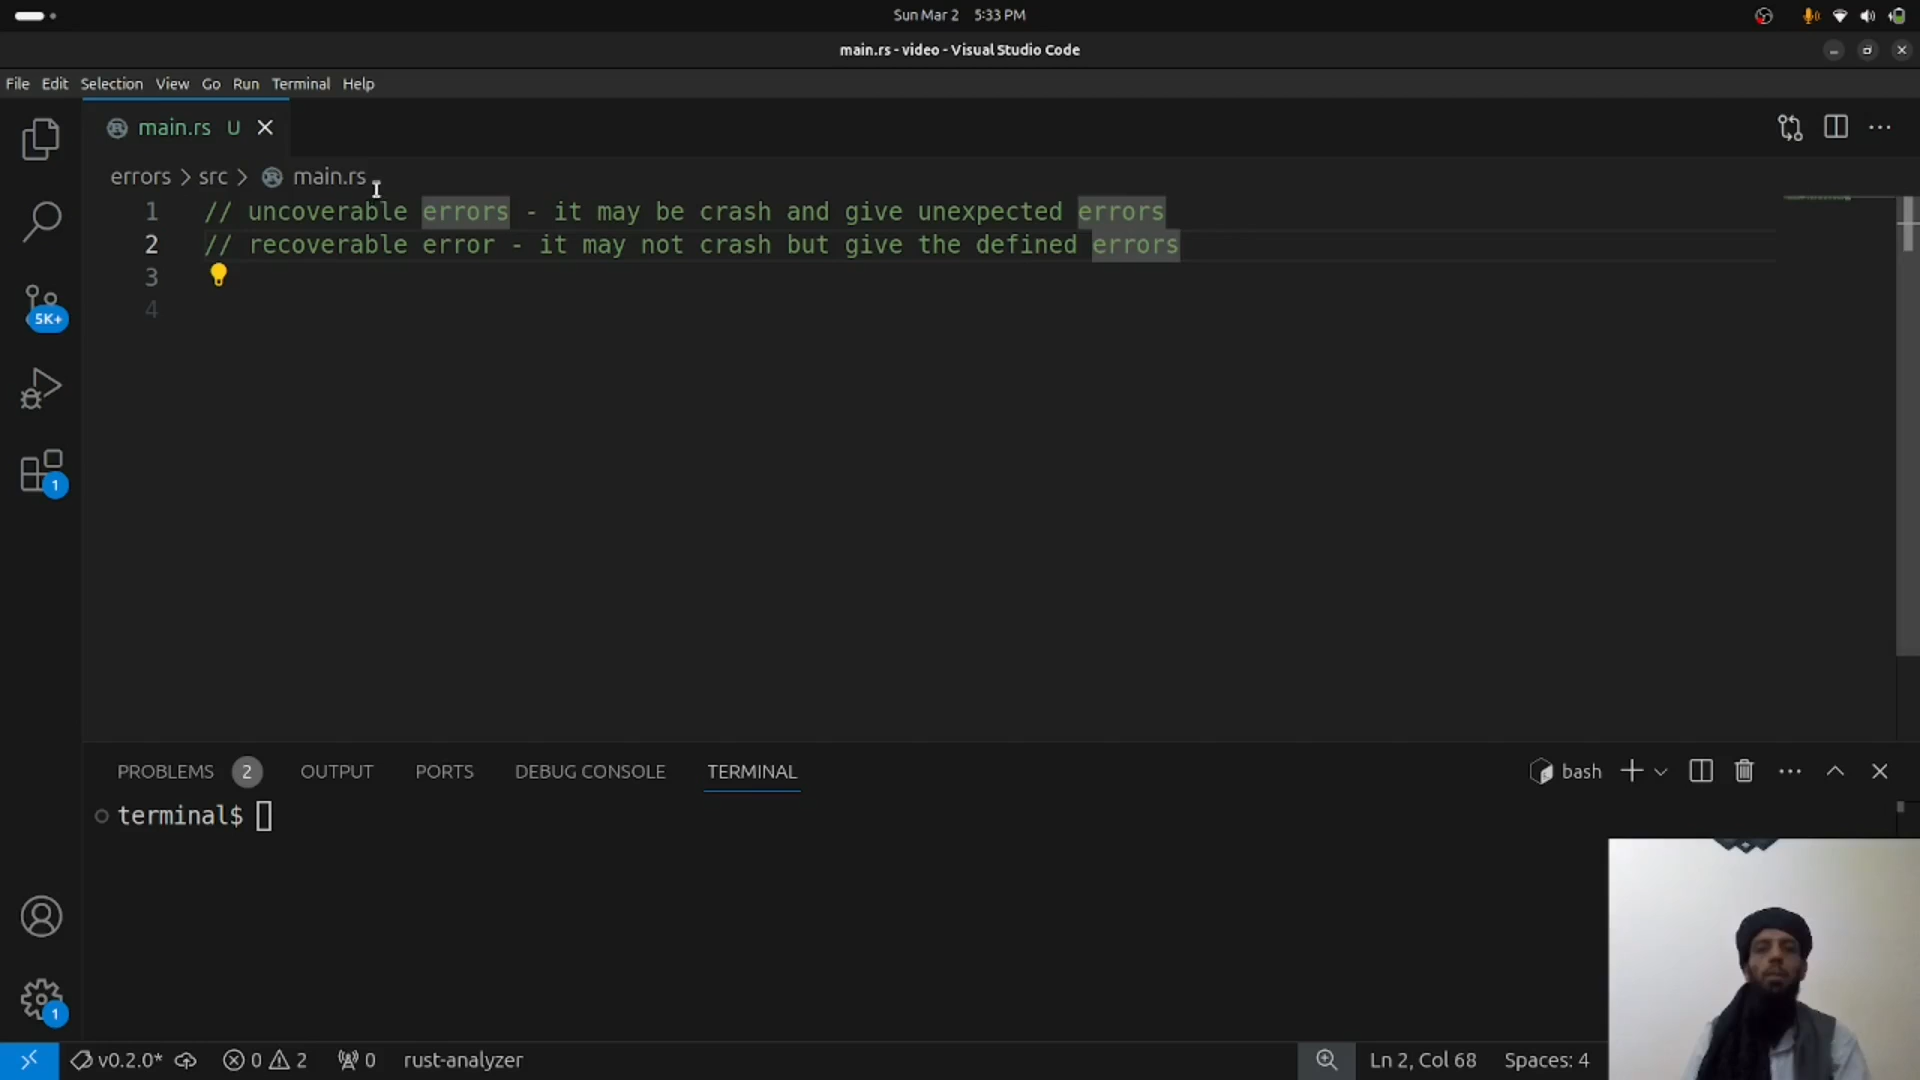 Sun Mar 2 5:33 PM
main.rs - video - Visual Studio Code
File Edit Selection View Go Run Terminal Help
main.rs U
errors > src > main.rs
1 // uncoverable errors - it may be crash and give unexpected errors
2 // recoverable error - it may not crash but give the defined errors
3
4
5K+
1
PROBLEMS 2 OUTPUT PORTS DEBUG CONSOLE TERMINAL bash
terminal$
1
v0.2.0* 0 2 0 rust-analyzer Ln 2, Col 68 Spaces: 4